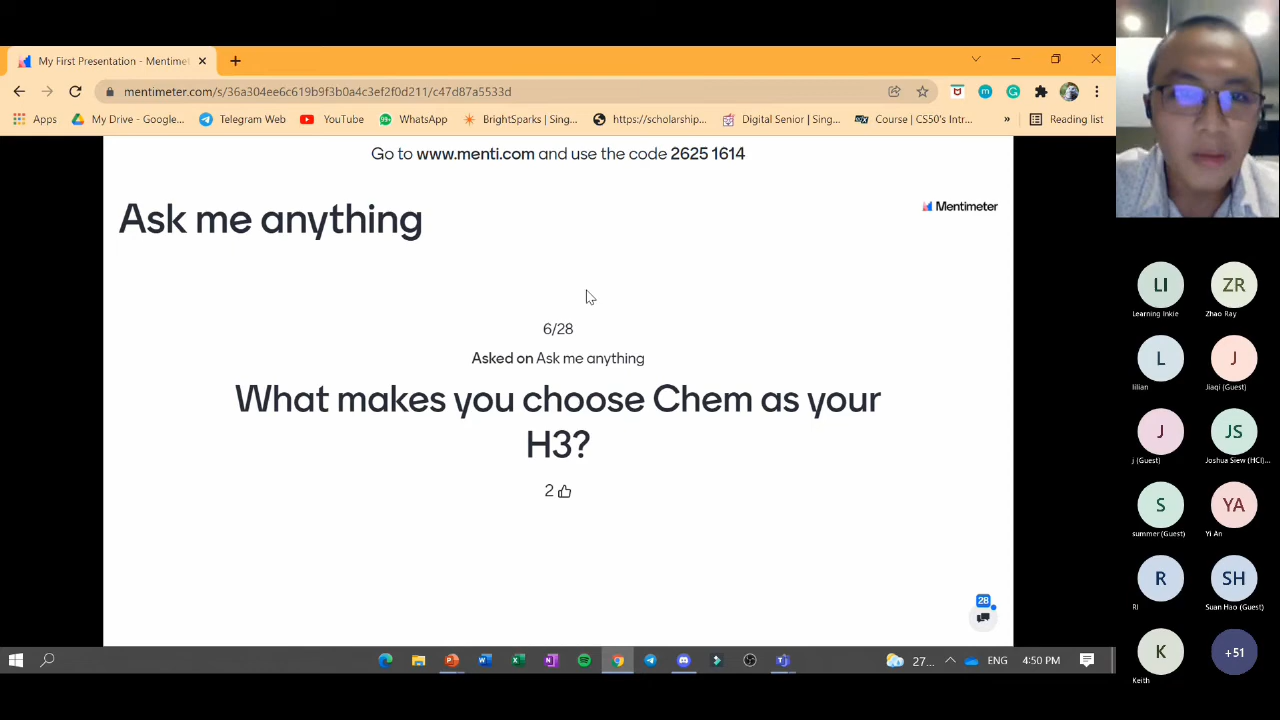 My First Presentation - Mentimet
mentimeter.com/s/36a304ee6c619b9f3b0a4c3ef2f0d211/c47d87a5533d
Apps
My Drive - Google...
Telegram Web
YouTube
WhatsApp
BrightSparks | Sing...
https://scholarship...
Digital Senior | Sing...
Course | CS50's Intr...
»
Reading list
Go to www.menti.com and use the code 2625 1614
Ask me anything
Mentimeter
6/28
Asked on Ask me anything
What makes you choose Chem as your
H3?
2
28
27...
ENG
4:50 PM
LI
Learning Inkie
ZR
Zhao Ray
L
lilian
J
Jiaqi (Guest)
J
j (Guest)
JS
Joshua Siew (HCI)...
S
summer (Guest)
YA
Yi An
R
RI
SH
Suan Hao (Guest)
K
Keith
+51